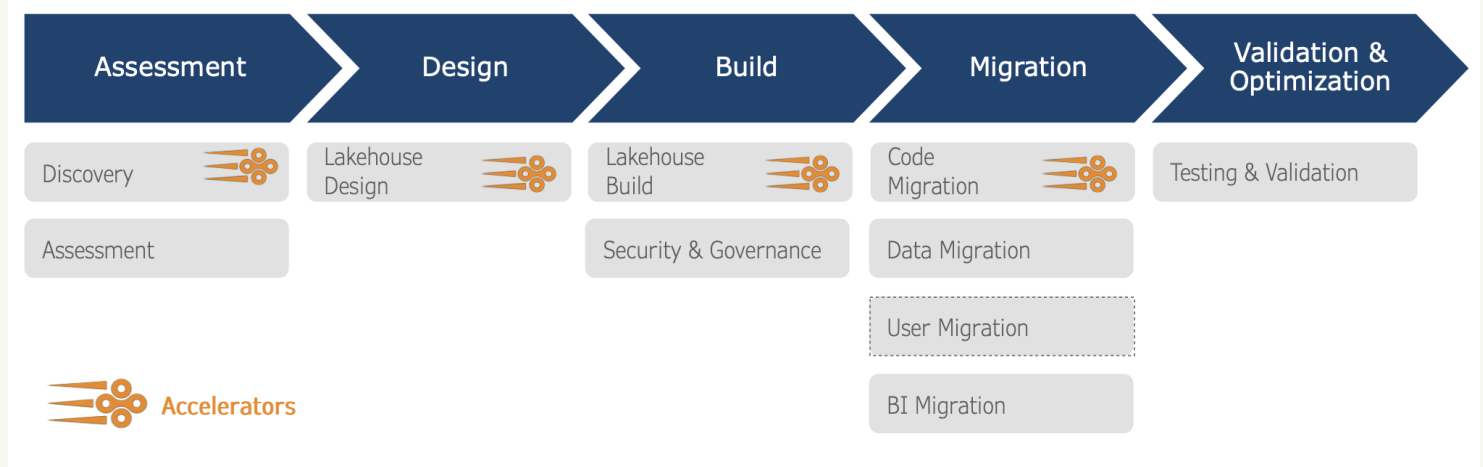 Assessment
Design
Build
Migration
Validation &
Optimization
Discovery
Lakehouse
Design
Lakehouse
Build
Code
Migration
Testing & Validation
Assessment
Security & Governance
Data Migration
User Migration
BI Migration
Accelerators